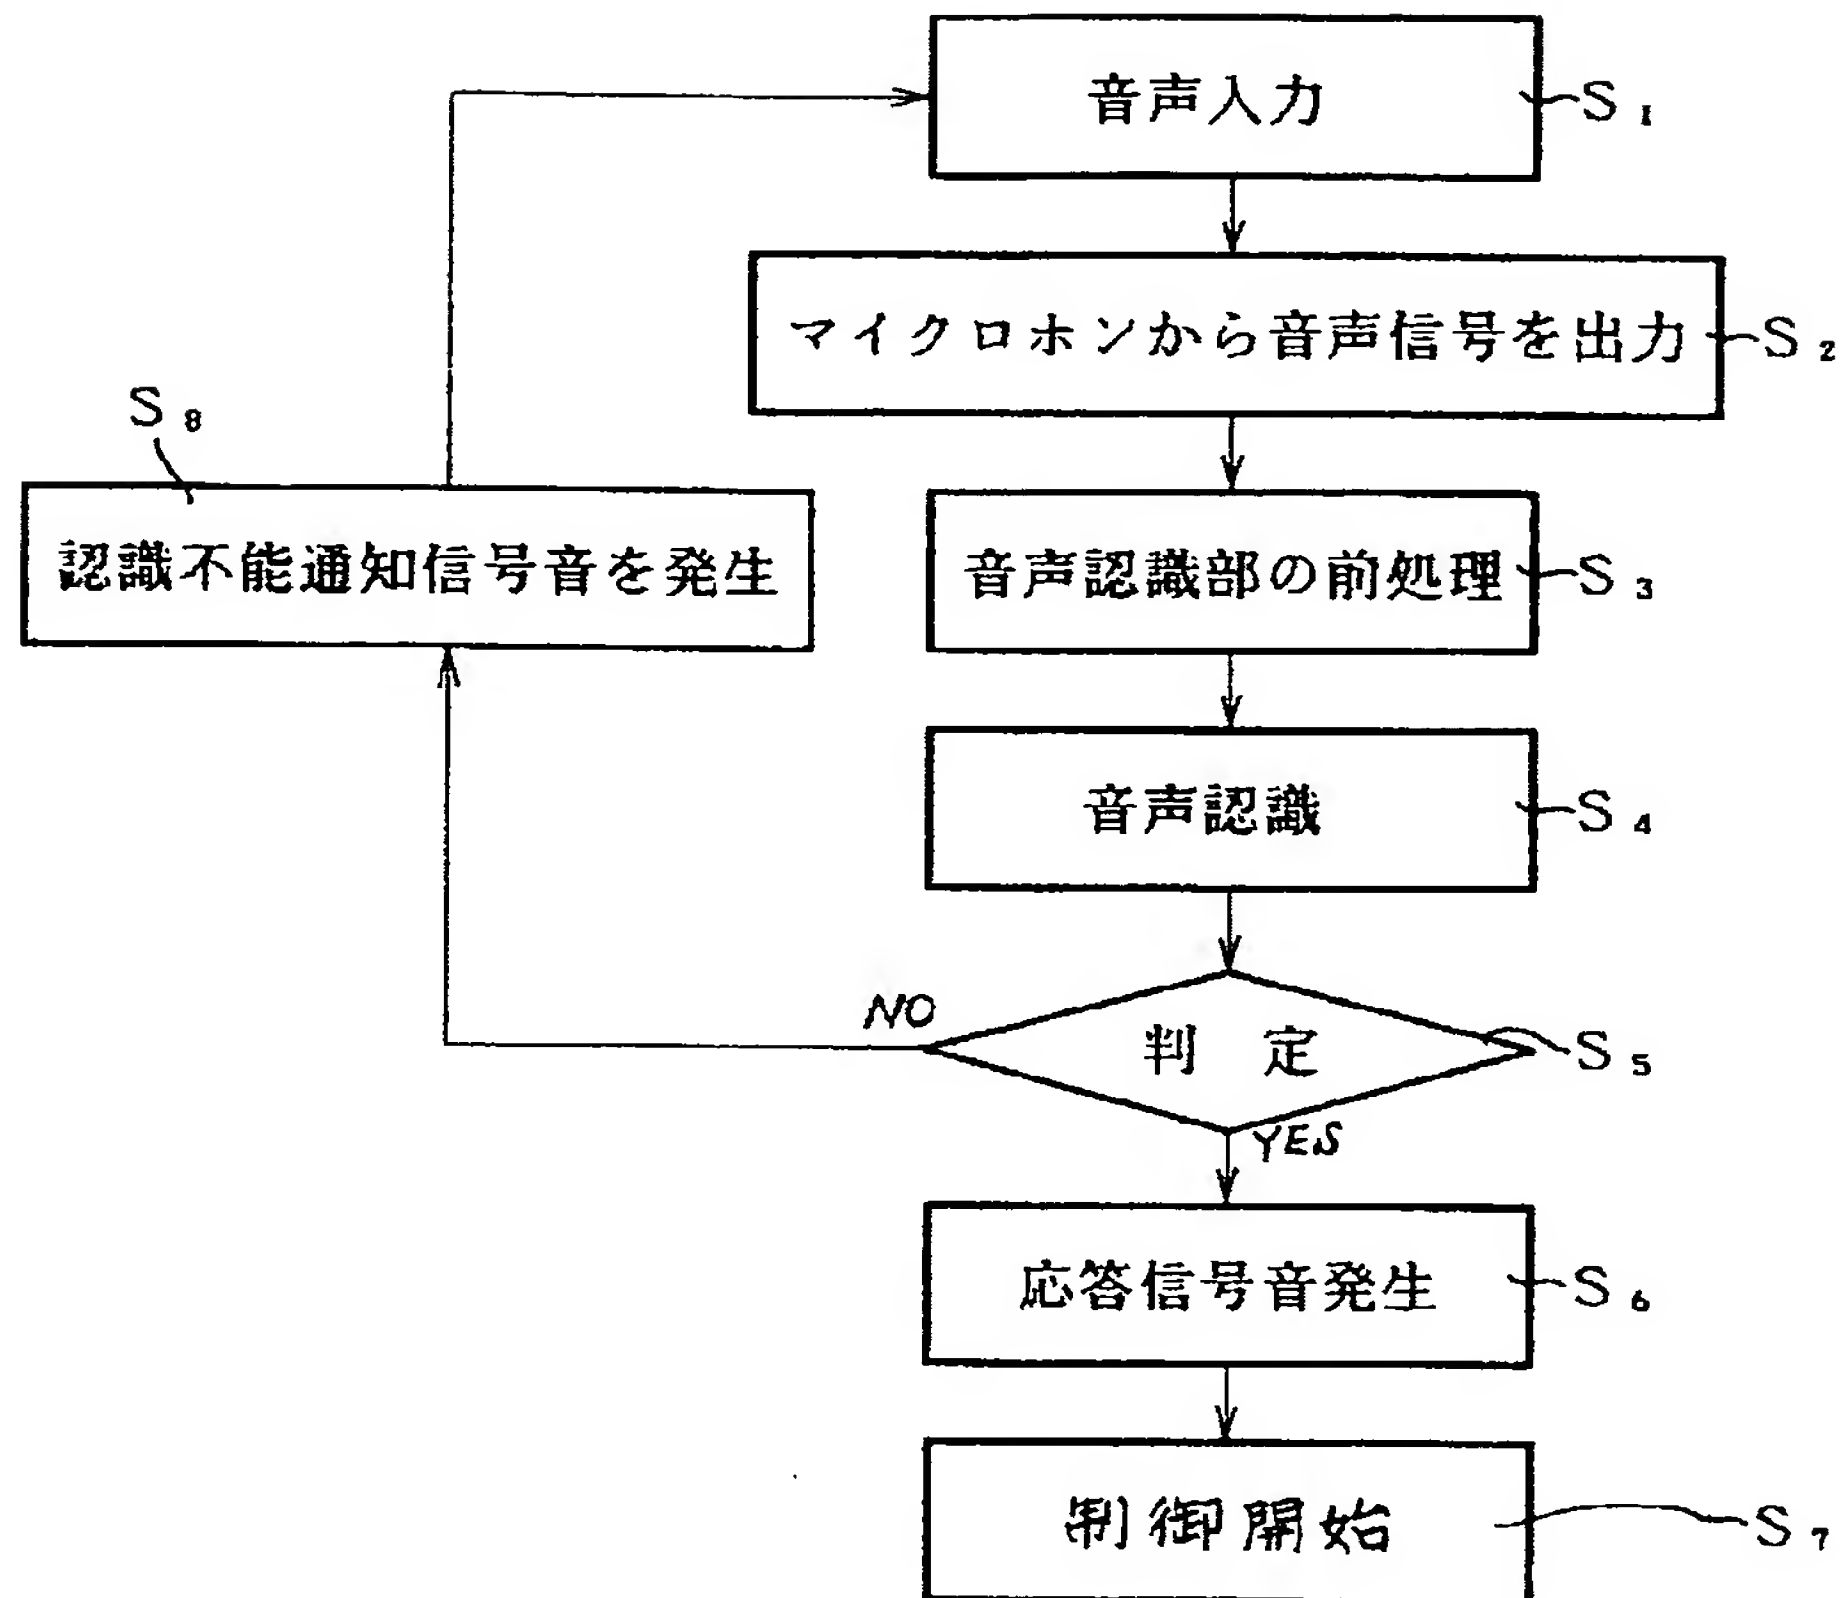 音声入力
S1
マイクロホンから音声信号を出力
S2
S8
認識不能通知信号音を発生
音声認識部の前処理
S3
音声認識
S4
NO
判 定
S5
YES
応答信号音発生
S6
制御開始
S7